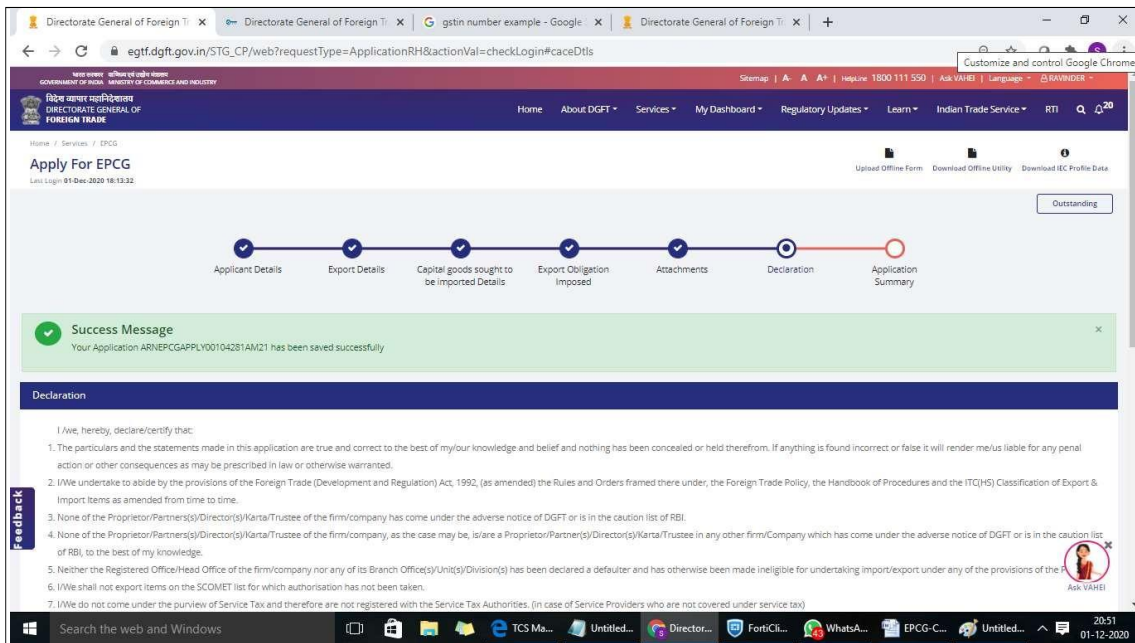 Directorate General of Foreign Tr
Directorate General of Foreign Tr
gstin number example - Google
Directorate General of Foreign Tr
egtf.dgft.gov.in/STG_CP/web?requestType=ApplicationRH&actionVal=checkLogin#caceDtls
Customize and control Google Chrome
भारत सरकार
GOVERNMENT OF INDIA MINISTRY OF COMMERCE AND INDUSTRY
Sitemap | A- A A+ | HELPLINE 1800 111 550 | Ask VAHEI | Language RAVINDER
विदेश व्यापार महानिदेशालय
DIRECTORATE GENERAL OF
FOREIGN TRADE
Home About DGFT Services My Dashboard Regulatory Updates Learn Indian Trade Service RTI 20
Home / Services / EPCG
Apply For EPCG
Last Login 01-Dec-2020 18:13:32
Upload Offline Form Download Offline Utility Download IEC Profile Data
Outstanding
Applicant Details
Export Details
Capital goods sought to
be Imported Details
Export Obligation
Imposed
Attachments
Declaration
Application
Summary
Success Message
Your Application ARNEPCGAPPLY00104281AM21 has been saved successfully
Declaration
I /we, hereby, declare/certify that:
1. The particulars and the statements made in this application are true and correct to the best of my/our knowledge and belief and nothing has been concealed or held therefrom. If anything is found incorrect or false it will render me/us liable for any penal
action or other consequences as may be prescribed in law or otherwise warranted.
2. I/We undertake to abide by the provisions of the Foreign Trade (Development and Regulation) Act, 1992, (as amended) the Rules and Orders framed there under, the Foreign Trade Policy, the Handbook of Procedures and the ITC(HS) Classification of Export &
Import Items as amended from time to time.
3. None of the Proprietor/Partners(s)/Director(s)/Karta/Trustee of the firm/company has come under the adverse notice of DGFT or is in the caution list of RBI.
4. None of the Proprietor/Partners(s)/Director(s)/Karta/Trustee of the firm/company, as the case may be, is/are a Proprietor/Partner(s)/Director(s)/Karta/Trustee in any other firm/Company which has come under the adverse notice of DGFT or is in the caution list
of RBI, to the best of my knowledge.
5. Neither the Registered Office/Head Office of the firm/company nor any of its Branch Office(s)/Unit(s)/Division(s) has been declared a defaulter and has otherwise been made ineligible for undertaking import/export under any of the provisions of the
6. I/We shall not export items on the SCOMET list for which authorisation has not been taken.
7. I/We do not come under the purview of Service Tax and therefore are not registered with the Service Tax Authorities. (in case of Service Providers who are not covered under service tax)
Feedback
Ask VAHEI
Search the web and Windows
TCS Ma... Untitled... Director... FortiCli... WhatsA... EPCG-C... Untitled...
20:51
01-12-2020